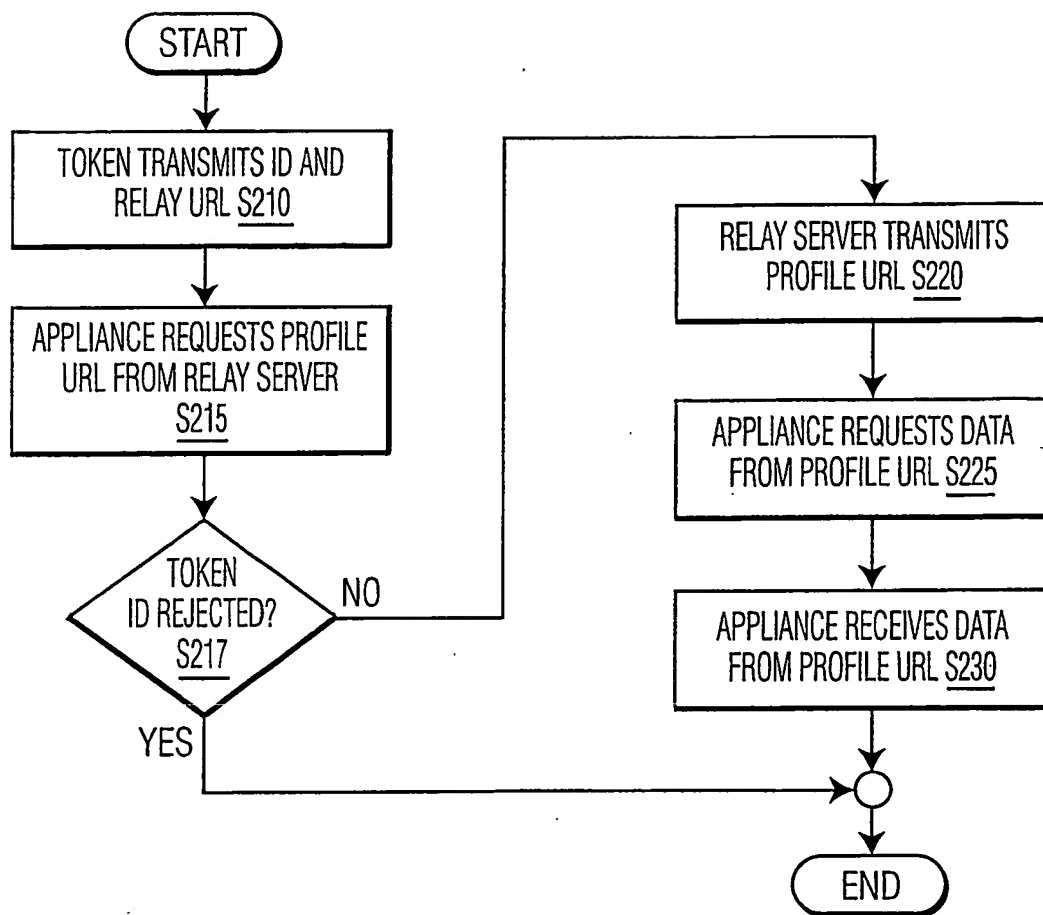 START
TOKEN TRANSMITS ID AND
RELAY URL S210
APPLIANCE REQUESTS PROFILE
URL FROM RELAY SERVER
S215
TOKEN
ID REJECTED?
S217
NO
YES
RELAY SERVER TRANSMITS
PROFILE URL S220
APPLIANCE REQUESTS DATA
FROM PROFILE URL S225
APPLIANCE RECEIVES DATA
FROM PROFILE URL S230
END